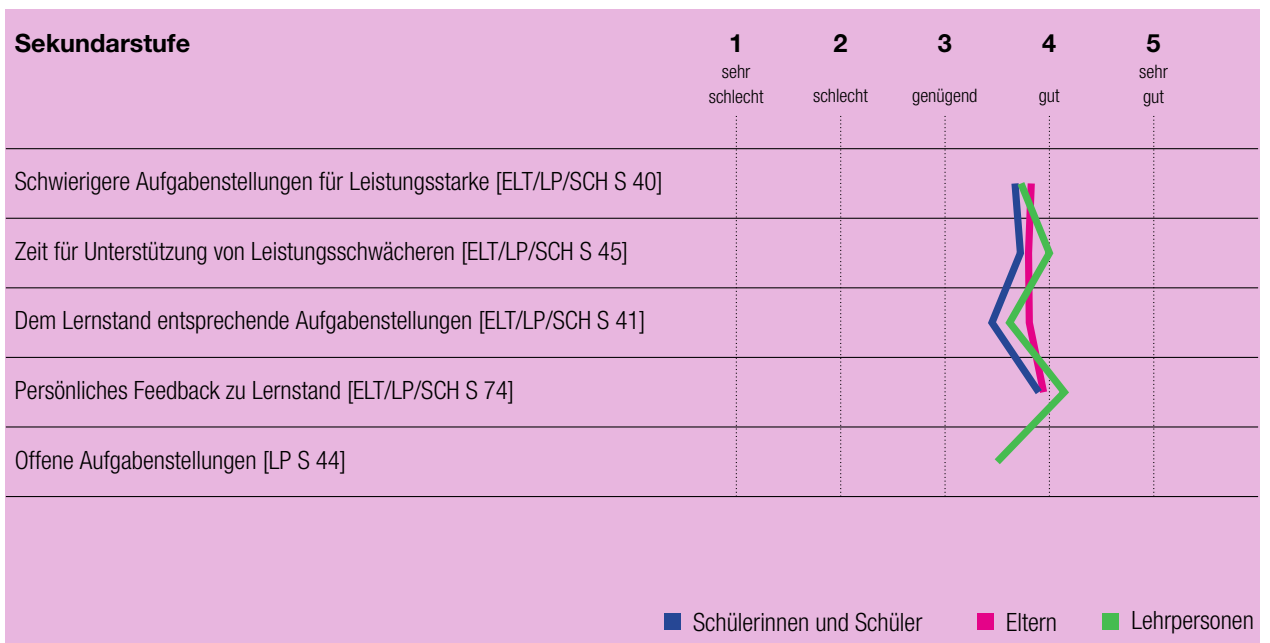 Sekundarstufe 1 2 3 4 5
sehr sehr
schlecht schlecht genügend gut gut
Schwierigere Aufgabenstellungen für Leistungsstarke [ELT/LP/SCH S 40]
Zeit für Unterstützung von Leistungsschwächeren [ELT/LP/SCH S 45]
Dem Lernstand entsprechende Aufgabenstellungen [ELT/LP/SCH S 41]
Persönliches Feedback zu Lernstand [ELT/LP/SCH S 74]
Offene Aufgabenstellungen [LP S 44]
Schülerinnen und Schüler Eltern Lehrpersonen